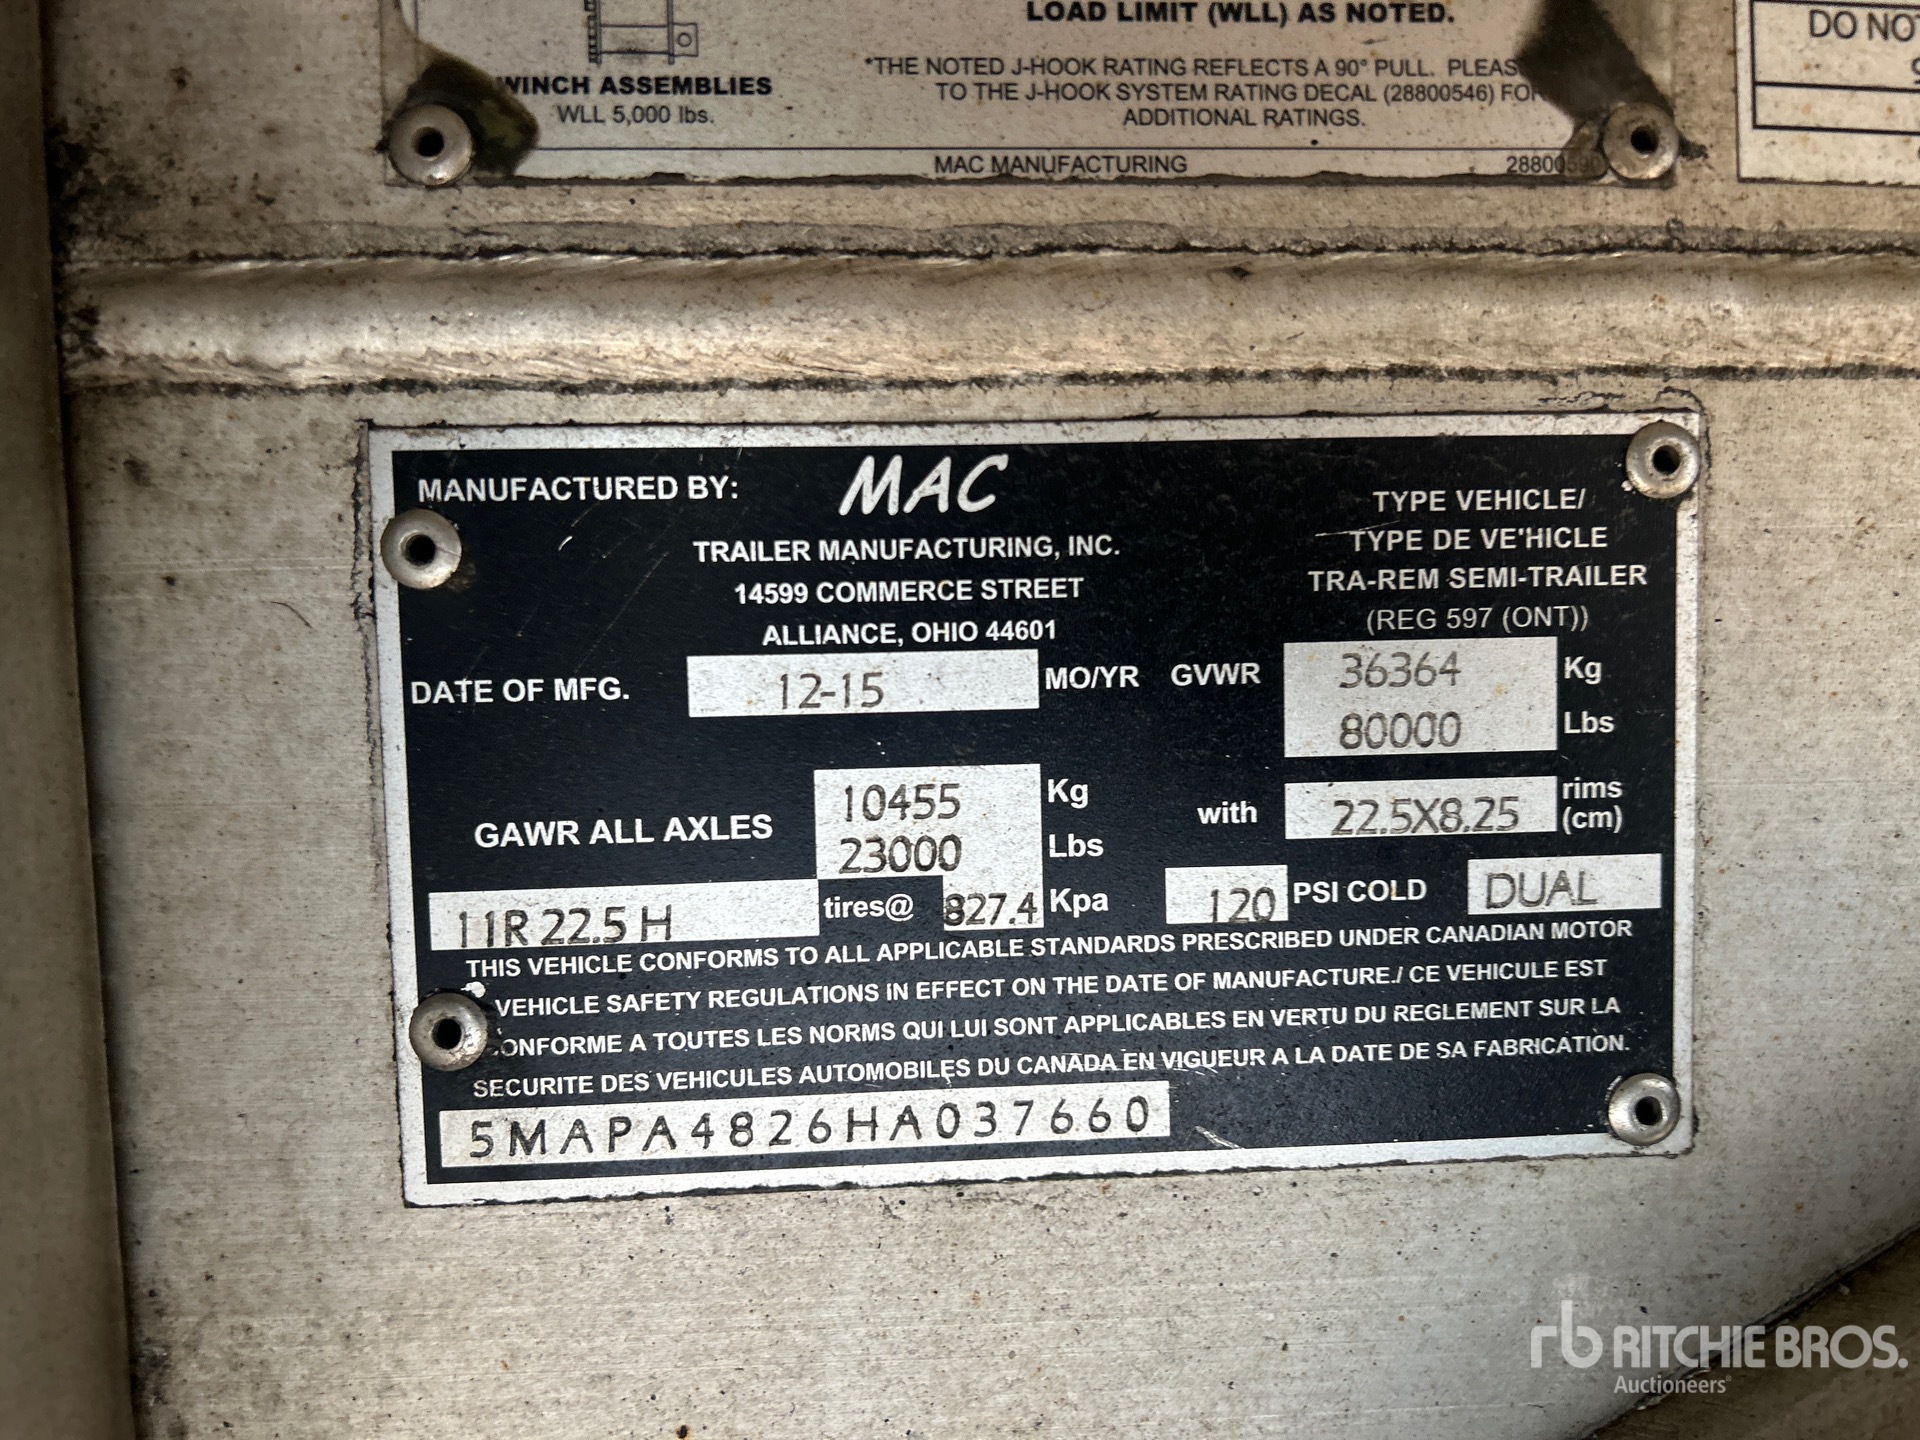 LOAD LIMIT (WLL) AS NOTED.
WINCH ASSEMBLIES
WLL 5,000 lbs.
*THE NOTED J-HOOK RATING REFLECTS A 90° PULL. PLEAS
TO THE J-HOOK SYSTEM RATING DECAL (28800546) FOR
ADDITIONAL RATINGS.
MAC MANUFACTURING 28800590
DO NOT
MANUFACTURED BY: MAC
TRAILER MANUFACTURING, INC.
14599 COMMERCE STREET
ALLIANCE, OHIO 44601
TYPE VEHICLE/
TYPE DE VE'HICLE
TRA-REM SEMI-TRAILER
(REG 597 (ONT))
DATE OF MFG. 12-15 MO/YR GVWR 36364 Kg
80000 Lbs
GAWR ALL AXLES 10455 Kg
23000 Lbs
with 22.5X8.25 rims (cm)
11R 22.5 H tires@ 827.4 Kpa 120 PSI COLD DUAL
THIS VEHICLE CONFORMS TO ALL APPLICABLE STANDARDS PRESCRIBED UNDER CANADIAN MOTOR
VEHICLE SAFETY REGULATIONS IN EFFECT ON THE DATE OF MANUFACTURE./ CE VEHICULE EST
CONFORME A TOUTES LES NORMS QUI LUI SONT APPLICABLES EN VERTU DU REGLEMENT SUR LA
SECURITE DES VEHICULES AUTOMOBILES DU CANADA EN VIGUEUR A LA DATE DE SA FABRICATION.
5MAPA4826HA037660
rb RITCHIE BROS.
Auctioneers